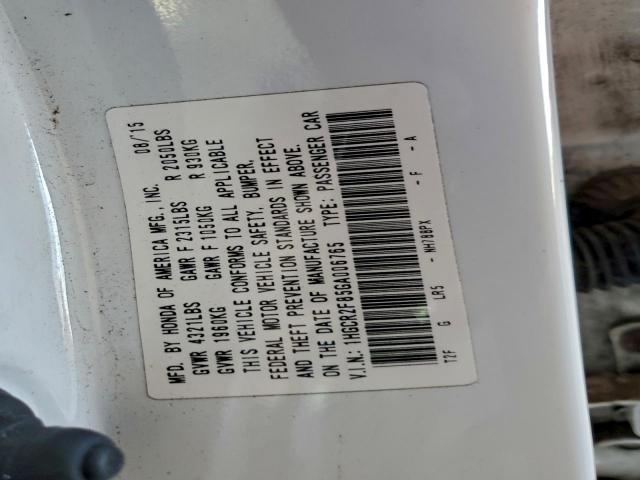 MFD. BY HONDA OF AMERICA MFG., INC. 08/15
GVWR 4321LBS GAWR F 2315LBS R 2050LBS
GVWR 1960KG GAWR F 1050KG R 930KG
THIS VEHICLE CONFORMS TO ALL APPLICABLE
FEDERAL MOTOR VEHICLE SAFETY, BUMPER,
AND THEFT PREVENTION STANDARDS IN EFFECT
ON THE DATE OF MANUFACTURE SHOWN ABOVE.
V.I.N.: 1HGCR2F85GA006765 TYPE: PASSENGER CAR
T2F G LR5 - NH788PX - F - A